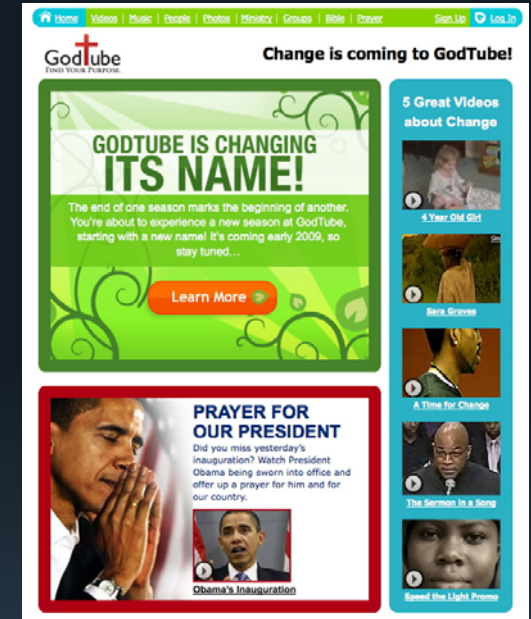 Home | Videos | Music | People | Photos | Ministry | Groups | Bible | Prayer
Sign Up Log In
GodTube
FIND YOUR PURPOSE.
Change is coming to GodTube!
GODTUBE IS CHANGING
ITS NAME!
The end of one season marks the beginning of another.
You're about to experience a new season at GodTube,
starting with a new name! It's coming early 2009, so
stay tuned...
Learn More
5 Great Videos
about Change
4 Year Old Girl
Sara Groves
A Time for Change
The Sermon in a Song
Speed the Light Promo
PRAYER FOR
OUR PRESIDENT
Did you miss yesterday's
inauguration? Watch President
Obama being sworn into office and
offer up a prayer for him and for
our country.
Obama's Inauguration